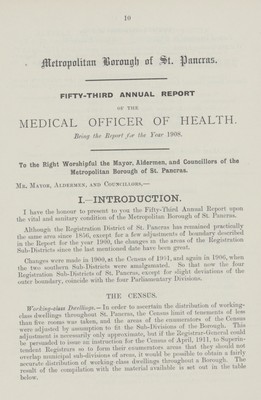 10
Metropolitan Borough of St. Pancras.
FIFTY-THIRD ANNUAL REPORT
OF THE
MEDICAL OFFICER OF HEALTH.
Being the Report for the Year 1908.
To the Right Worshipful the Mayor, Aldermen, and Councillors of the
Metropolitan Borough of St. Pancras.
MR. MAYOR, ALDERMEN, AND COUNCILLORS,—
I.—INTRODUCTION.
I have the honour to present to you the Fifty-Third Annual Report upon
the vital and sanitary condition of the Metropolitan Borough of St. Pancras.
Although the Registration District of St. Pancras has remained practically
the same area since 1856, except for a few adjustments of boundary described
in the Report for the year 1900, the changes in the areas of the Registration
Sub-Districts since the last mentioned date have been great.
Changes were made in 1900, at the Census of 1901, and again in 1906, when
the two southern Sub-Districts were amalgamated. So that now the four
Registration Sub-Districts of St. Pancras, except for slight deviations of the
outer boundary, coincide with the four Parliamentary Divisions.
THE CENSUS.
Working-class Dwellings.—In order to ascertain the distribution of working-
class dwellings throughout St. Pancras, the Census limit of tenements of less
than five rooms was taken, and the areas of the enumerators of the Census
were adjusted by assumption to fit the Sub-Divisions of the Borough. This
adjustment is necessarily only approximate, but if the Registrar-General could
be persuaded to issue an instruction for the Census of April, 1911, to Superin-
tendent Registrars so to form their enumerators areas that they should not
overlap municipal sub-divisions of areas, it would be possible to obtain a fairly
accurate distribution of working class dwellings throughout a Borough. The
result of the compilation with the material available is set out in the table
below.